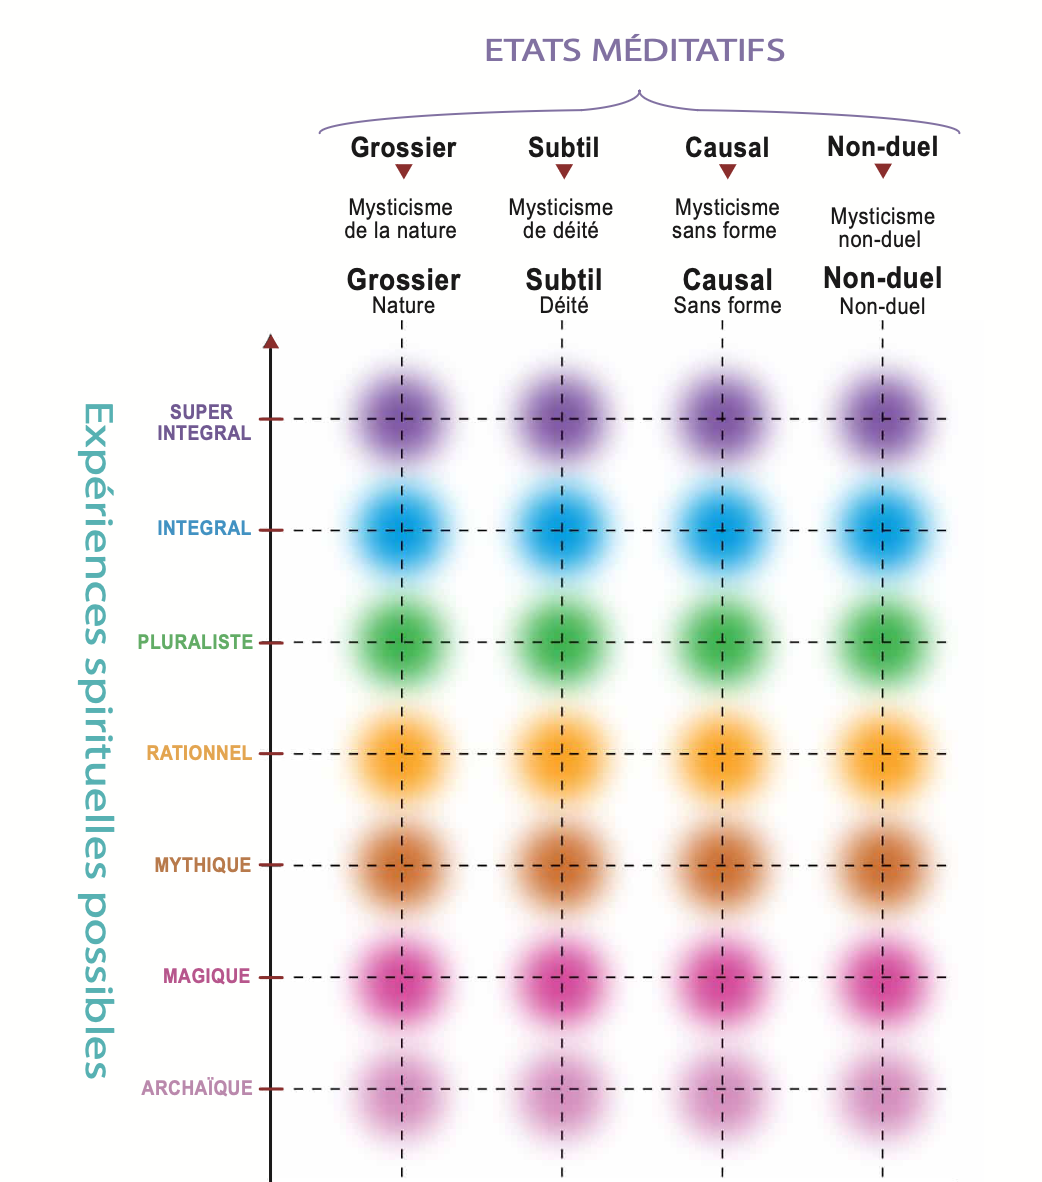 ETATS MÉDITATIFS
Grossier
Subtil
Causal
Non-duel
Mysticisme
de la nature
Mysticisme
de déité
Mysticisme
sans forme
Mysticisme
non-duel
Grossier
Nature
Subtil
Déité
Causal
Sans forme
Non-duel
Non-duel
Expériences spirituelles possibles
SUPER
INTEGRAL
INTEGRAL
PLURALISTE
RATIONNEL
MYTHIQUE
MAGIQUE
ARCHAÏQUE